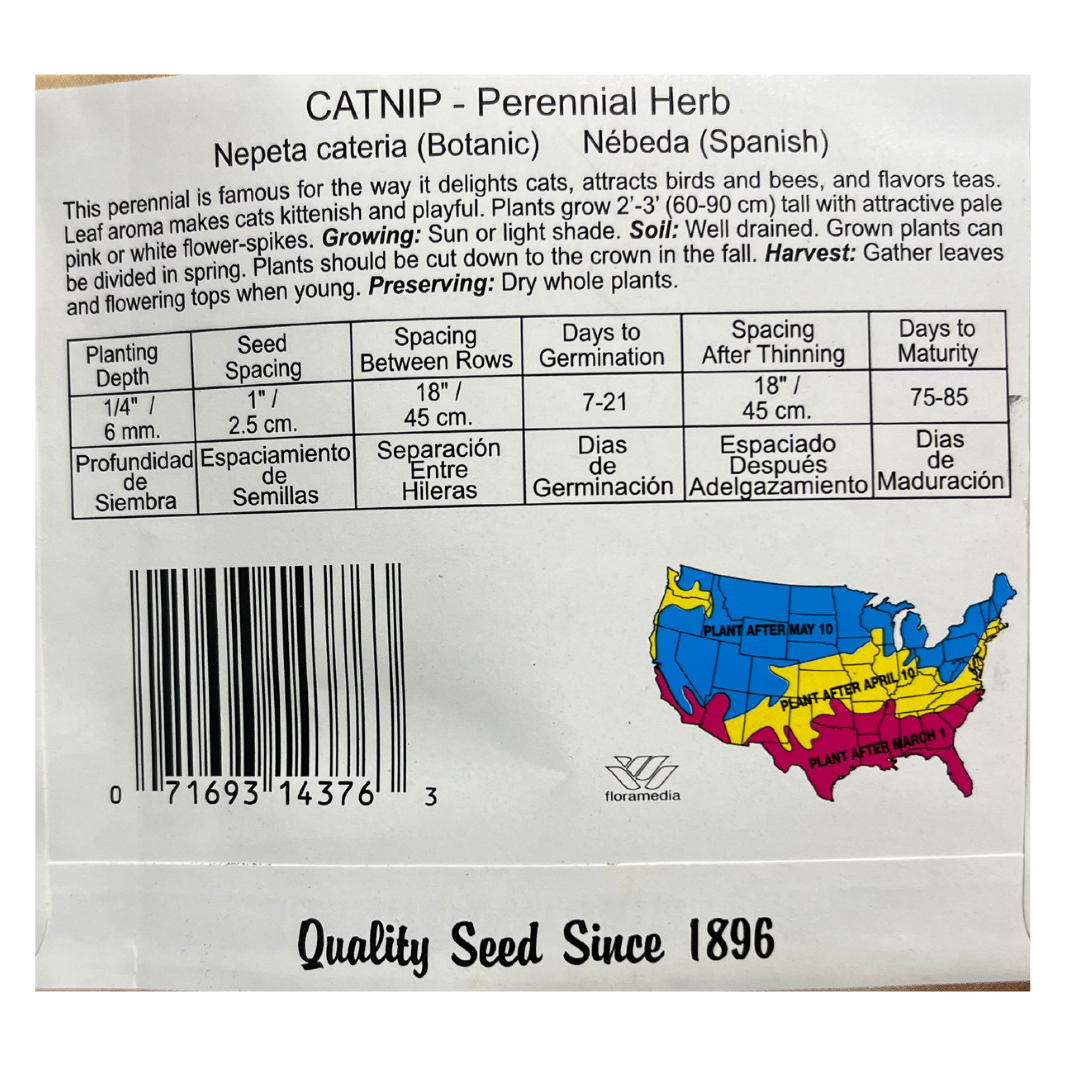 CATNIP - Perennial Herb
Nepeta cateria (Botanic) Nébeda (Spanish)
This perennial is famous for the way it delights cats, attracts birds and bees, and flavors teas.
Leaf aroma makes cats kittenish and playful. Plants grow 2'-3' (60-90 cm) tall with attractive pale
pink or white flower-spikes. Growing: Sun or light shade. Soil: Well drained. Grown plants can
be divided in spring. Plants should be cut down to the crown in the fall. Harvest: Gather leaves
and flowering tops when young. Preserving: Dry whole plants.
Planting
Depth
Seed
Spacing
Spacing
Between Rows
Days to
Germination
Spacing
After Thinning
Days to
Maturity
1/4" /
6 mm.
1" /
2.5 cm.
18" /
45 cm.
7-21
18" /
45 cm.
75-85
Profundidad
de
Siembra
Espaciamiento
de
Semillas
Separación
Entre
Hileras
Dias
de
Germinación
Espaciado
Después
Adelgazamiento
Dias
de
Maduración
PLANT AFTER MAY 10
PLANT AFTER APRIL 10
PLANT AFTER MARCH 1
floramedia
0 71693 14376 3
Quality Seed Since 1896